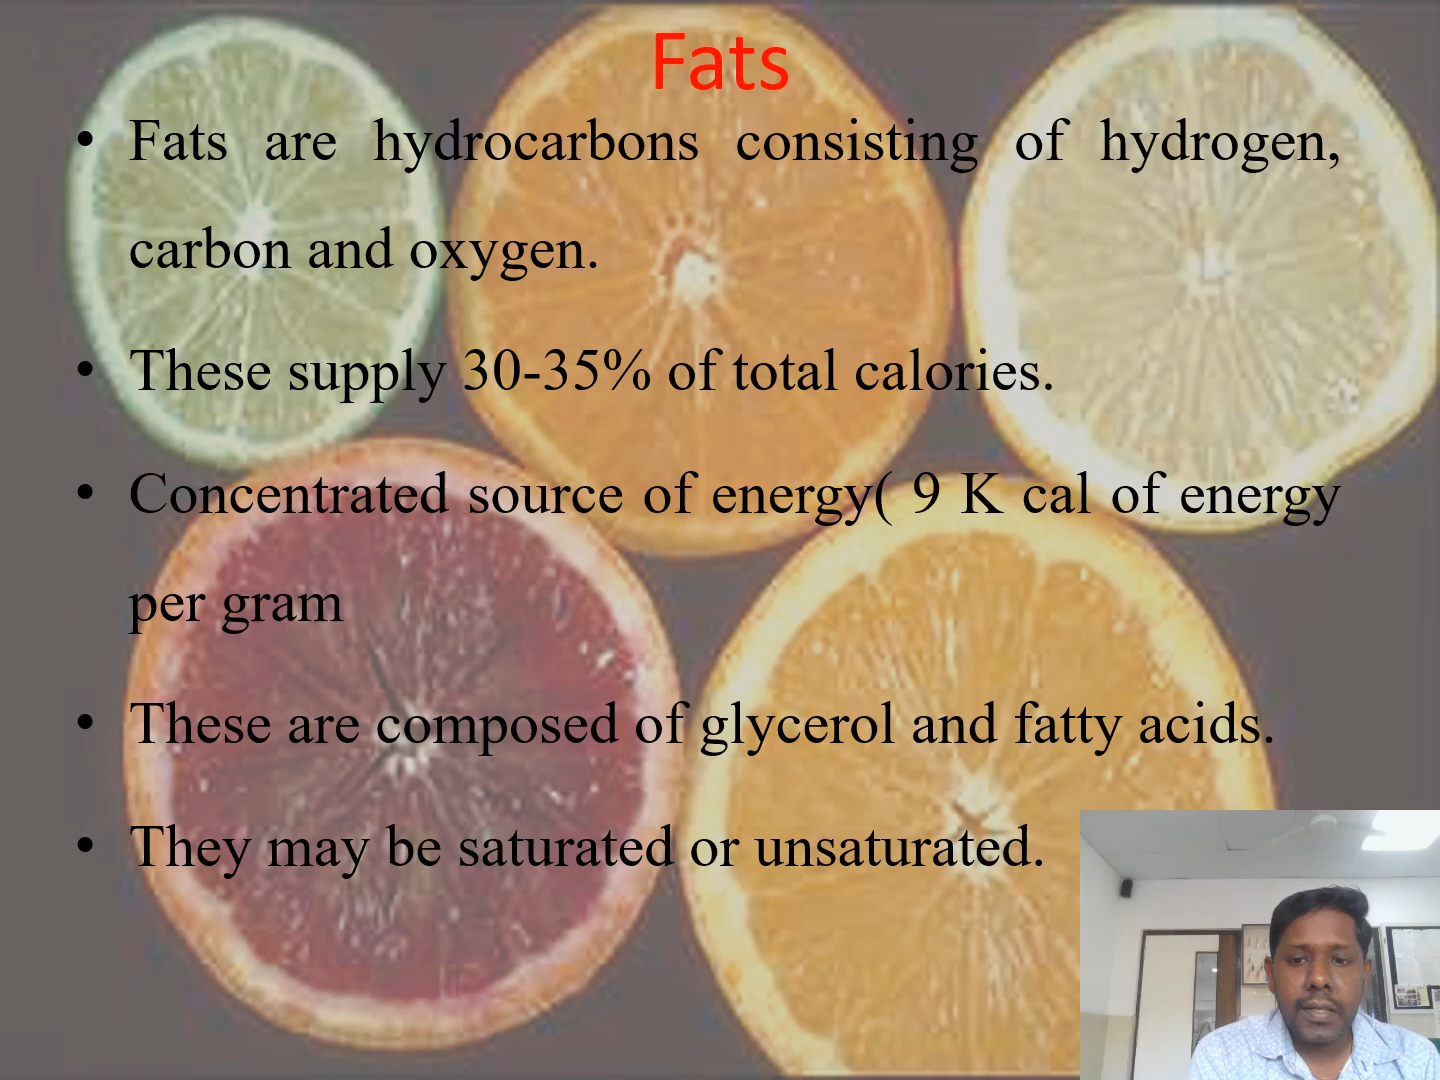 Fats
• Fats are hydrocarbons consisting of hydrogen,
carbon and oxygen.
• These supply 30-35% of total calories.
• Concentrated source of energy( 9 K cal of energy
per gram
• These are composed of glycerol and fatty acids.
• They may be saturated or unsaturated.